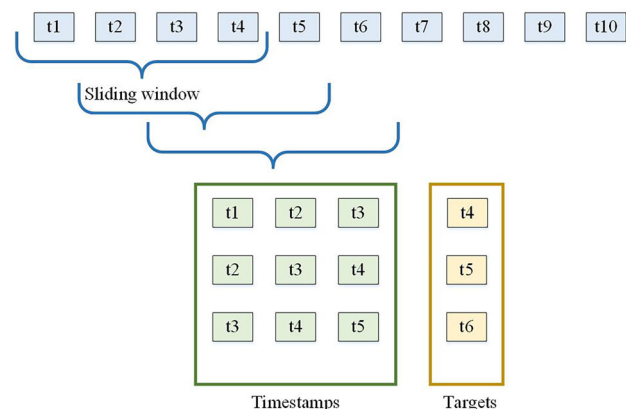 t1 t2 t3 t4 t5 t6 t7 t8 t9 t10
Sliding window
t1 t2 t3 t4
t2 t3 t4 t5
t3 t4 t5 t6
Timestamps Targets